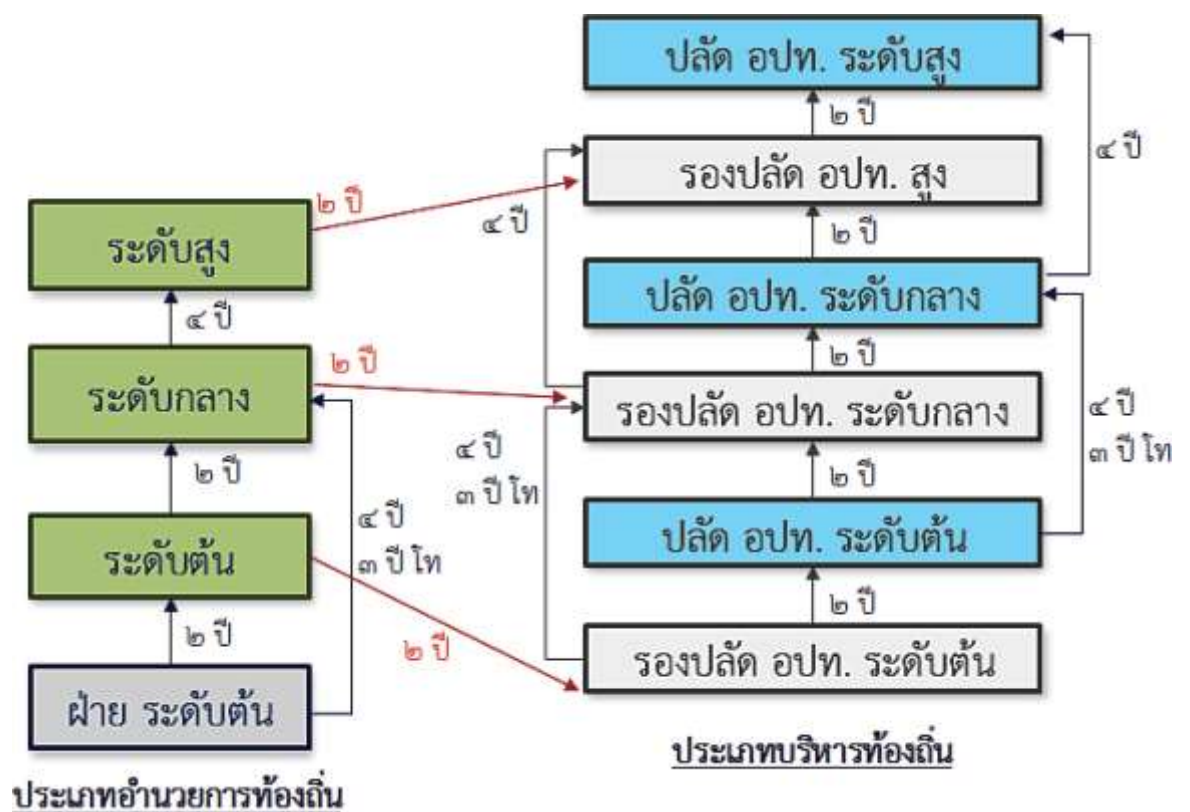 ปลัด อปท. ระดับสูง
๒ ปี
๔ ปี
รองปลัด อปท. สูง
๒ ปี
๔ ปี
๒ ปี
ระดับสูง
ปลัด อปท. ระดับกลาง
๔ ปี
๒ ปี
๒ ปี
ระดับกลาง
รองปลัด อปท. ระดับกลาง
๔ ปี
๓ ปี โท
๔ ปี
๓ ปี โท
๒ ปี
๒ ปี
๔ ปี
๓ ปี โท
ระดับต้น
ปลัด อปท. ระดับต้น
๒ ปี
๒ ปี
๒ ปี
ฝ่าย ระดับต้น
รองปลัด อปท. ระดับต้น
ประเภทบริหารท้องถิ่น
ประเภทอำนวยการท้องถิ่น